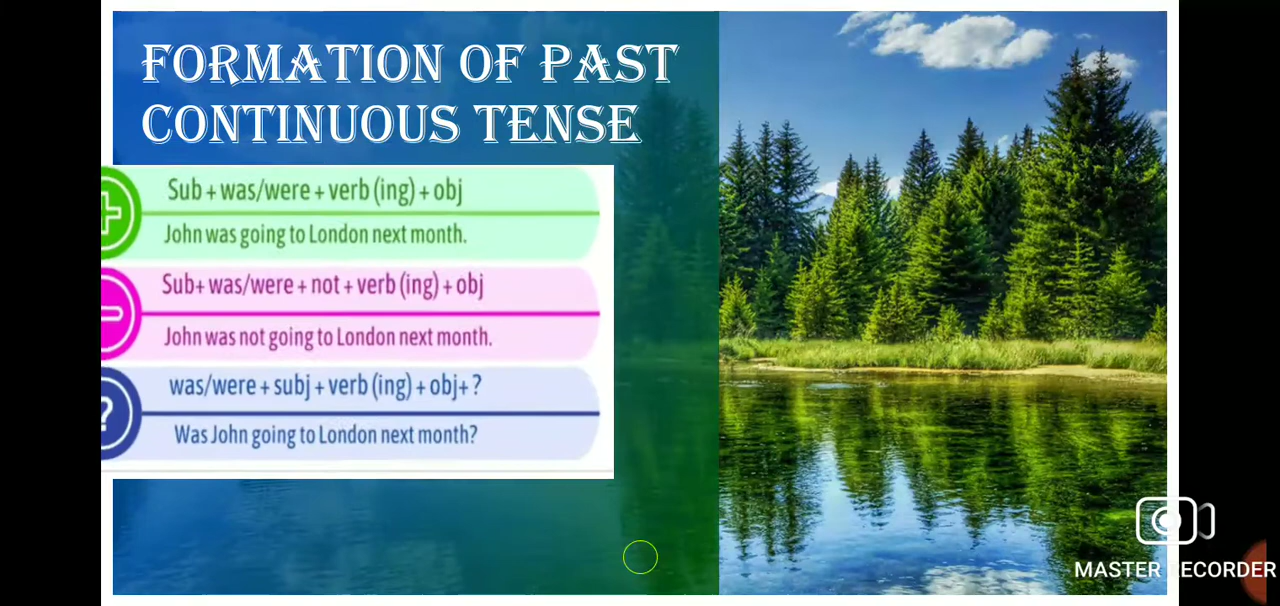 FORMATION OF PAST
CONTINUOUS TENSE
Sub + was/were + verb (ing) + obj
John was going to London next month.
Sub+ was/were + not + verb (ing) + obj
John was not going to London next month.
was/were + subj + verb (ing) + obj+ ?
Was John going to London next month?
MASTER RECORDER